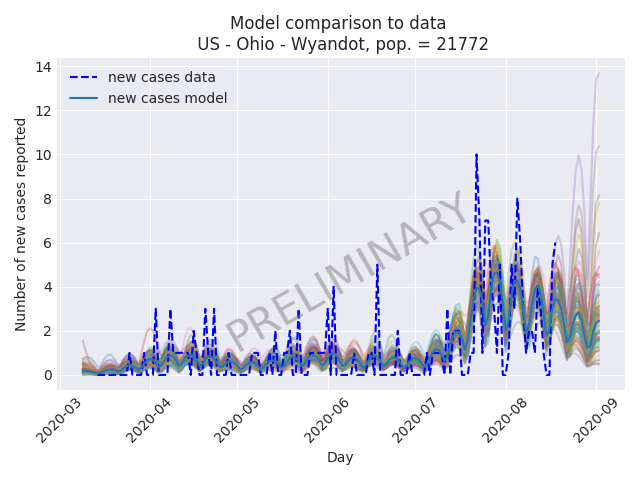 Model comparison to data
US - Ohio - Wyandot, pop. = 21772
new cases data
new cases model
PRELIMINARY
Number of new cases reported
14
12
10
8
6
4
2
0
2020-03
2020-04
2020-05
2020-06
2020-07
2020-08
2020-09
Day